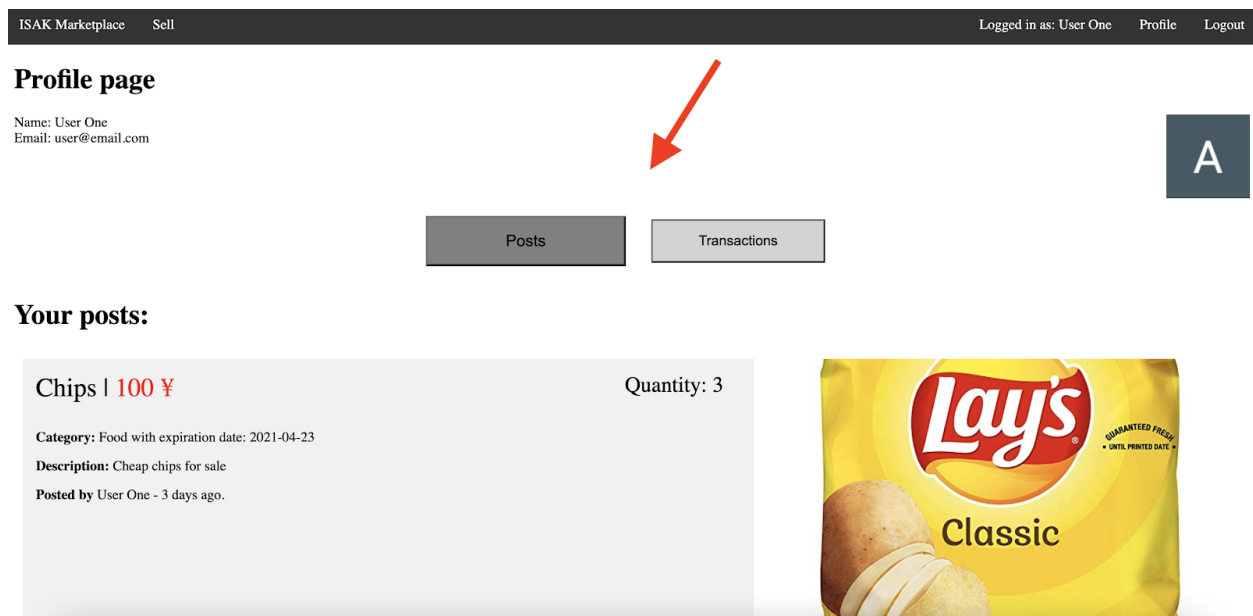 ISAK Marketplace Sell Logged in as: User One Profile Logout
Profile page
Name: User One
Email: user@email.com
A
Posts Transactions
Your posts:
Chips | 100 ¥ Quantity: 3
Category: Food with expiration date: 2021-04-23
Description: Cheap chips for sale
Posted by User One - 3 days ago.
Lay's
®
GUARANTEED FRESH
• UNTIL PRINTED DATE •
Classic